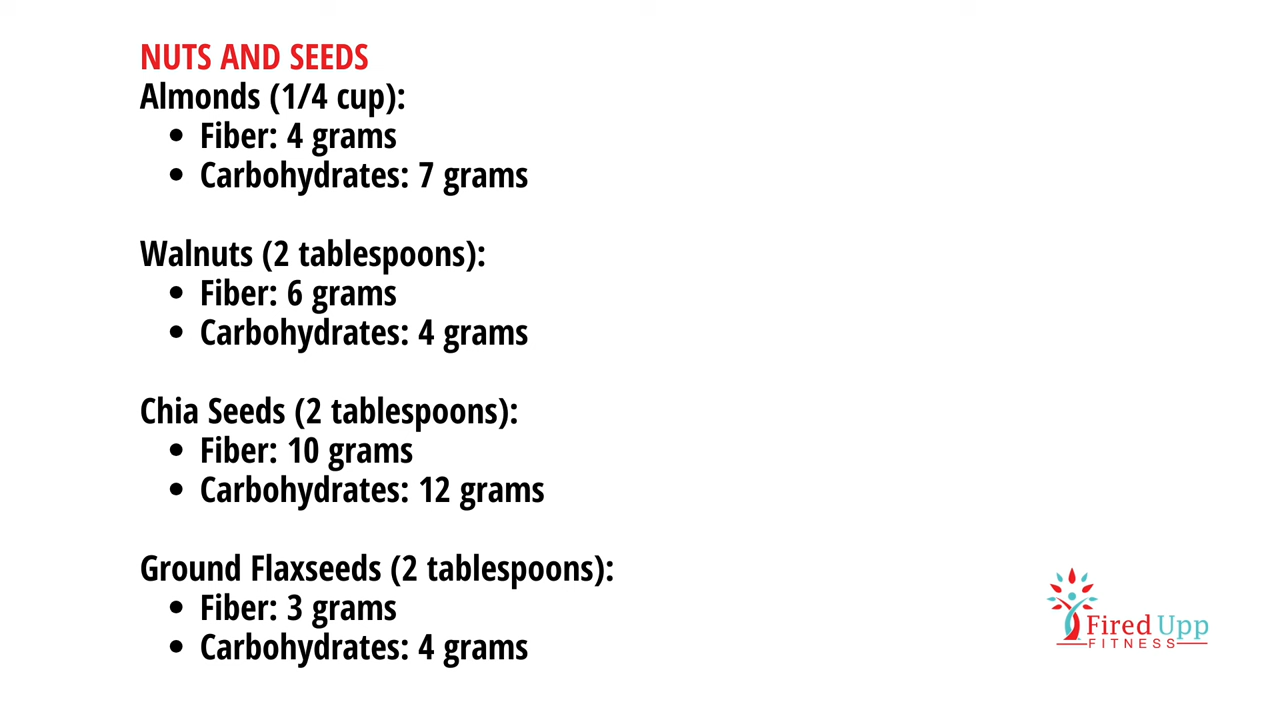 NUTS AND SEEDS
Almonds (1/4 cup):
• Fiber: 4 grams
• Carbohydrates: 7 grams
Walnuts (2 tablespoons):
• Fiber: 6 grams
• Carbohydrates: 4 grams
Chia Seeds (2 tablespoons):
• Fiber: 10 grams
• Carbohydrates: 12 grams
Ground Flaxseeds (2 tablespoons):
• Fiber: 3 grams
• Carbohydrates: 4 grams
Fired Upp
FITNESS